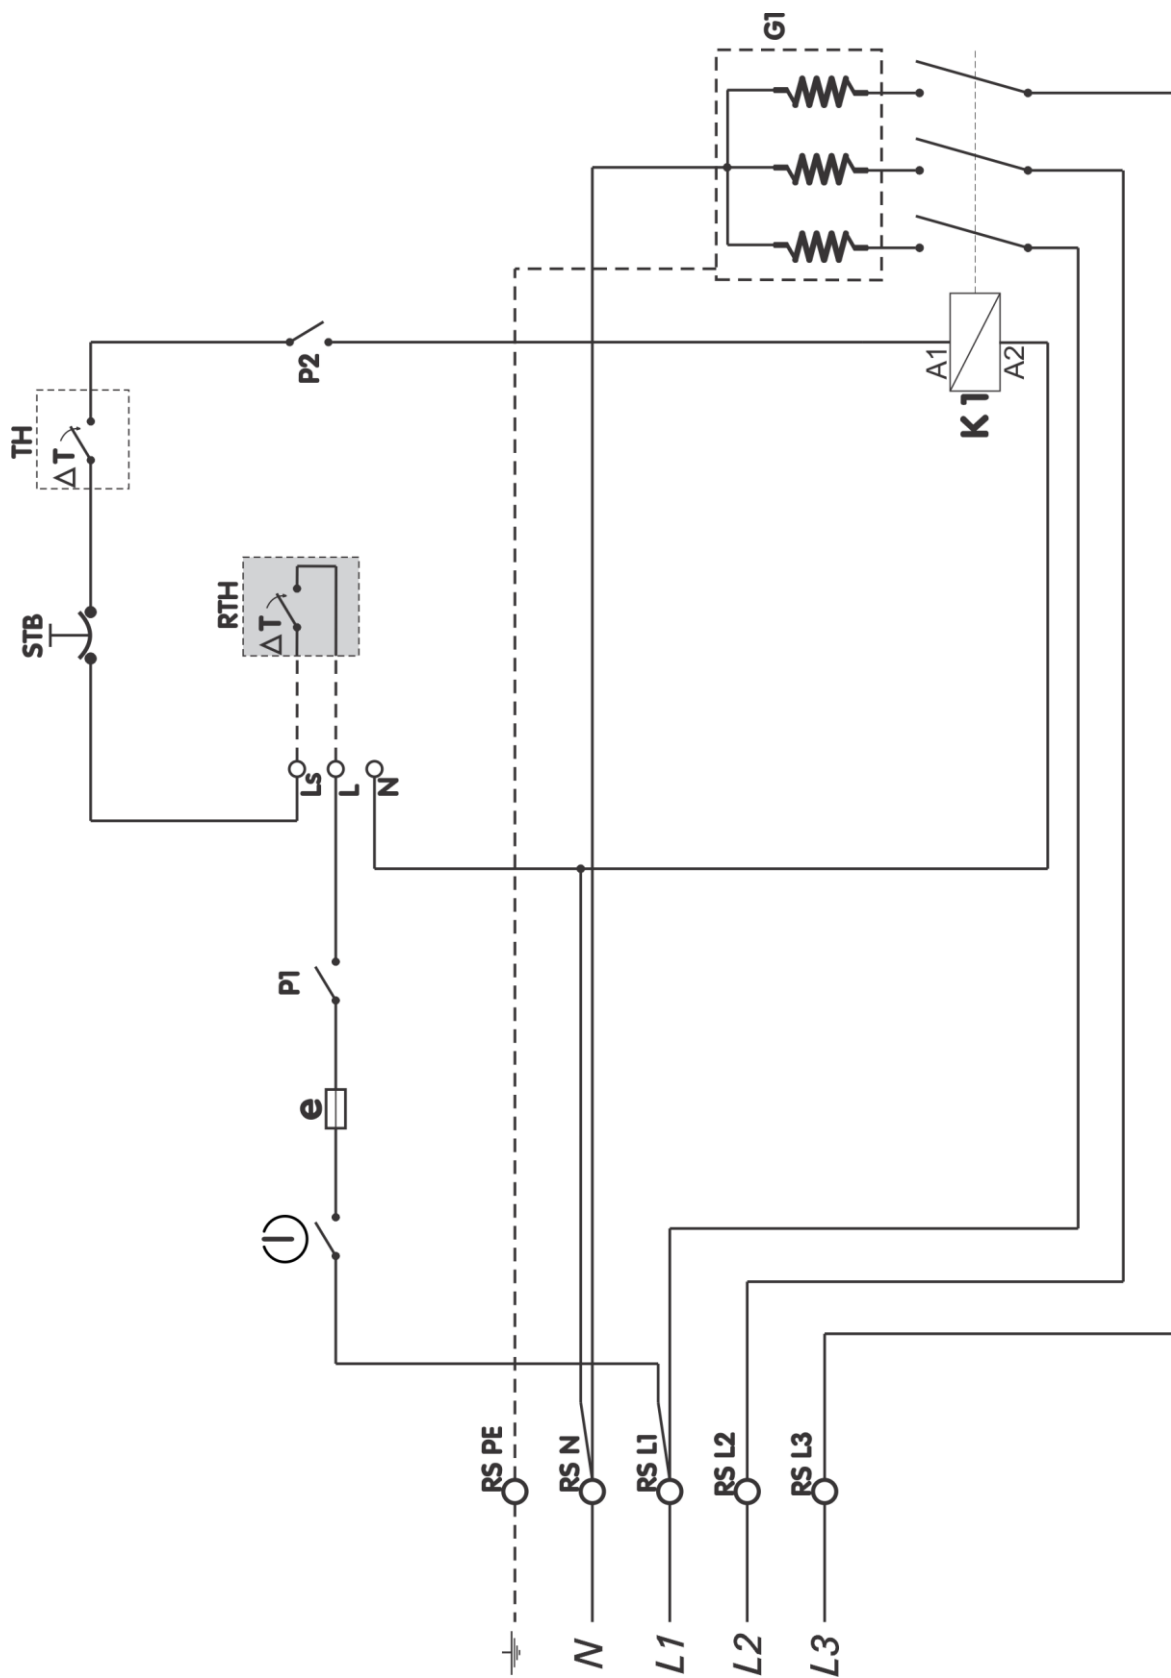 G1
P2
A1
A2
K1
TH
ΔT
STB
RTH
ΔT
Ls
L
N
P1
e
RS PE
RS N
RS L1
RS L2
RS L3
N
L1
L2
L3